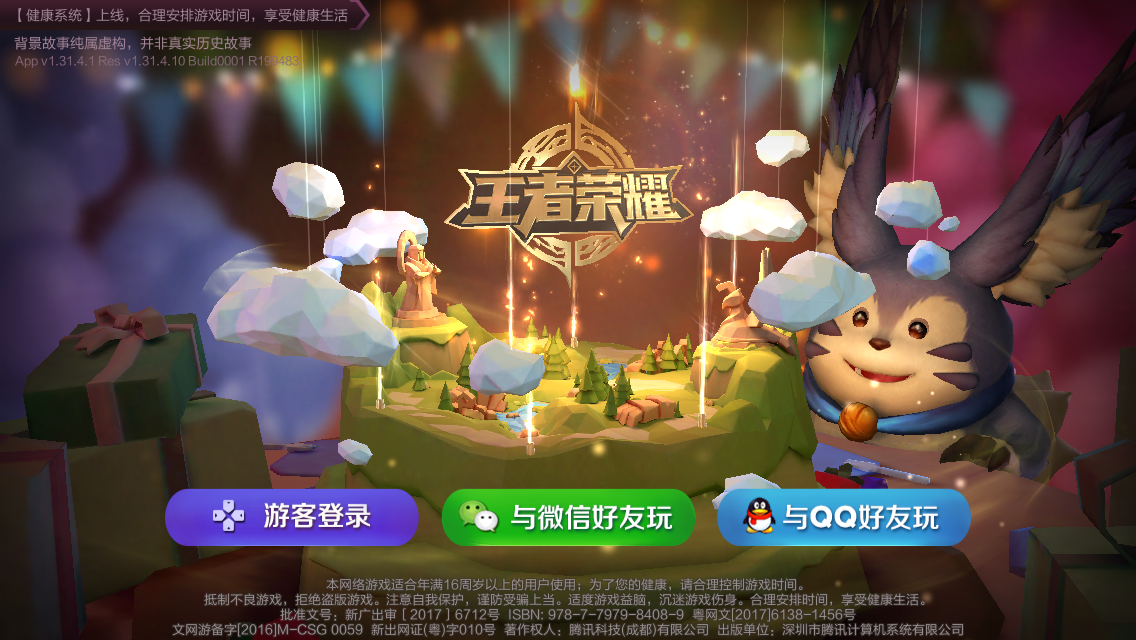 【健康系统】上线，合理安排游戏时间，享受健康生活
背景故事纯属虚构，并非真实历史故事
App v1.31.4.1 Res v1.31.4.10 Build0001 R199483
王者荣耀
游客登录
与微信好友玩
与QQ好友玩
本网络游戏适合年满16周岁以上的用户使用；为了您的健康，请合理控制游戏时间。
抵制不良游戏，拒绝盗版游戏。注意自我保护，谨防受骗上当。适度游戏益脑，沉迷游戏伤身。合理安排时间，享受健康生活。
批准文号：新广出审〔2017〕6712号 ISBN: 978-7-7979-8408-9 粤网文[2017]6138-1456号
文网游备字[2016]M-CSG 0059 新出网证(粤)字010号 著作权人：腾讯科技(成都)有限公司 出版单位：深圳市腾讯计算机系统有限公司